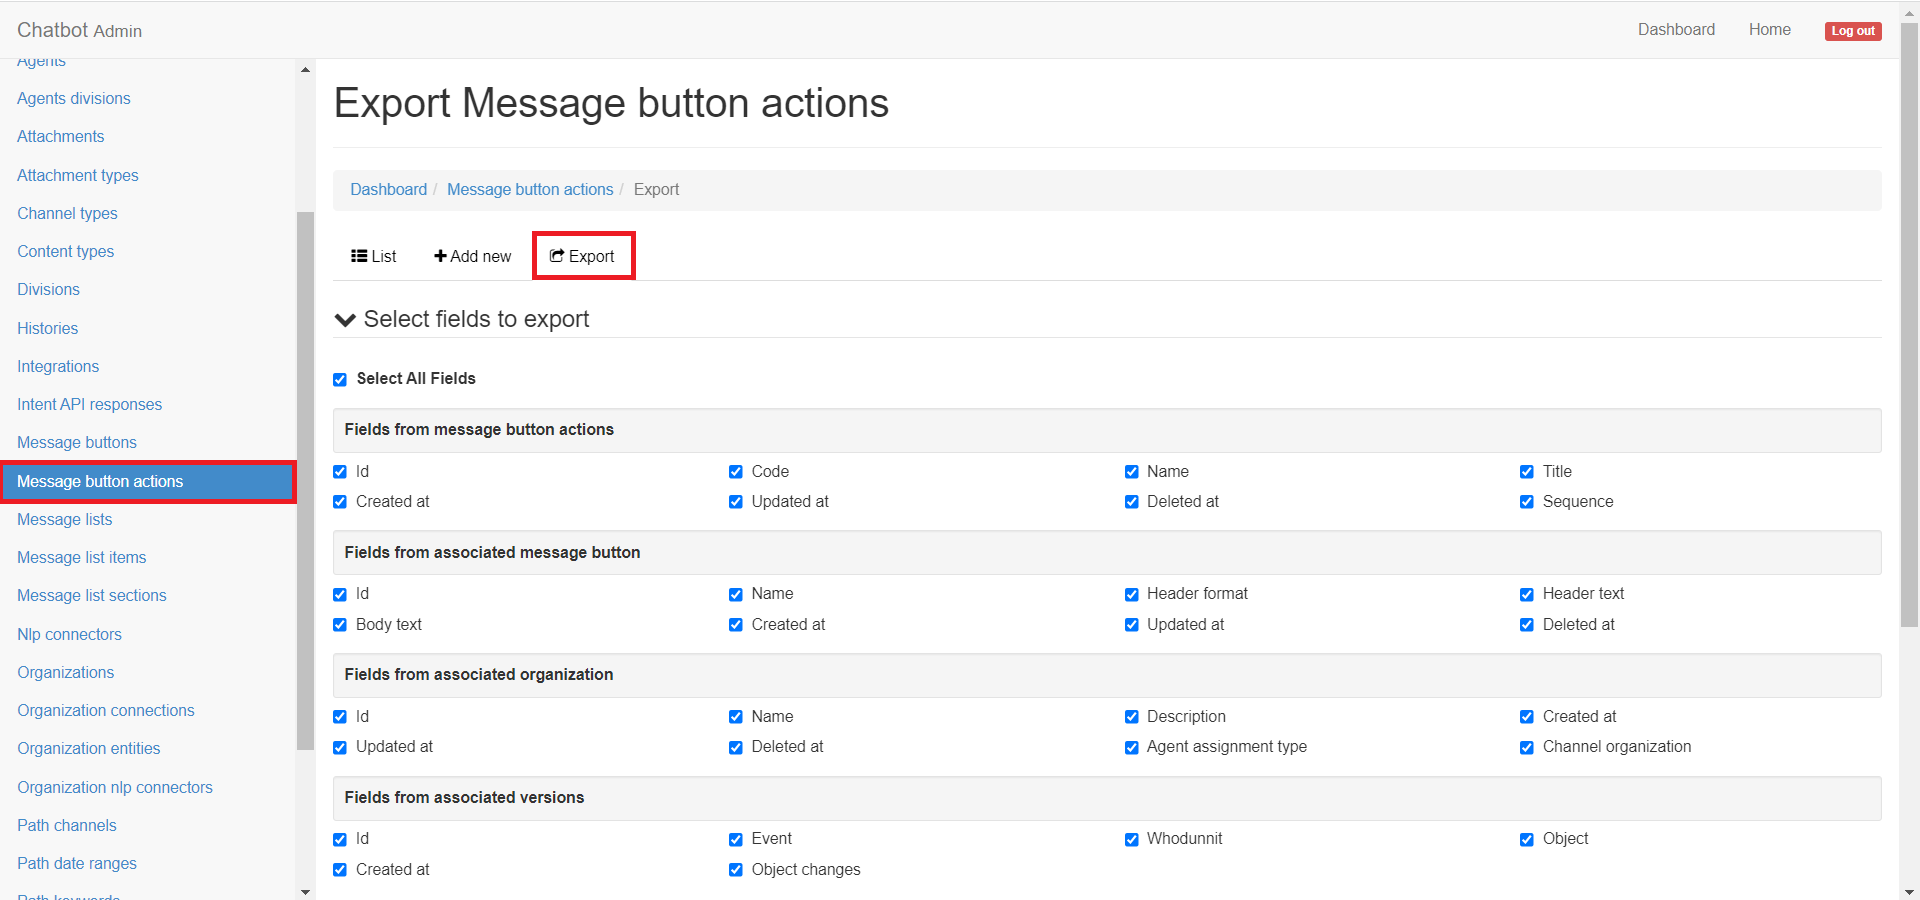 Chatbot Admin
Dashboard
Home
Log out
Agents
Agents divisions
Attachments
Attachment types
Channel types
Content types
Divisions
Histories
Integrations
Intent API responses
Message buttons
Message button actions
Message lists
Message list items
Message list sections
Nlp connectors
Organizations
Organization connections
Organization entities
Organization nlp connectors
Path channels
Path date ranges
Path keywords
Export Message button actions
Dashboard / Message button actions / Export
List
Add new
Export
Select fields to export
Select All Fields
Fields from message button actions
Id Code Name Title
Created at Updated at Deleted at Sequence
Fields from associated message button
Id Name Header format Header text
Body text Created at Updated at Deleted at
Fields from associated organization
Id Name Description Created at
Updated at Deleted at Agent assignment type Channel organization
Fields from associated versions
Id Event Whodunnit Object
Created at Object changes